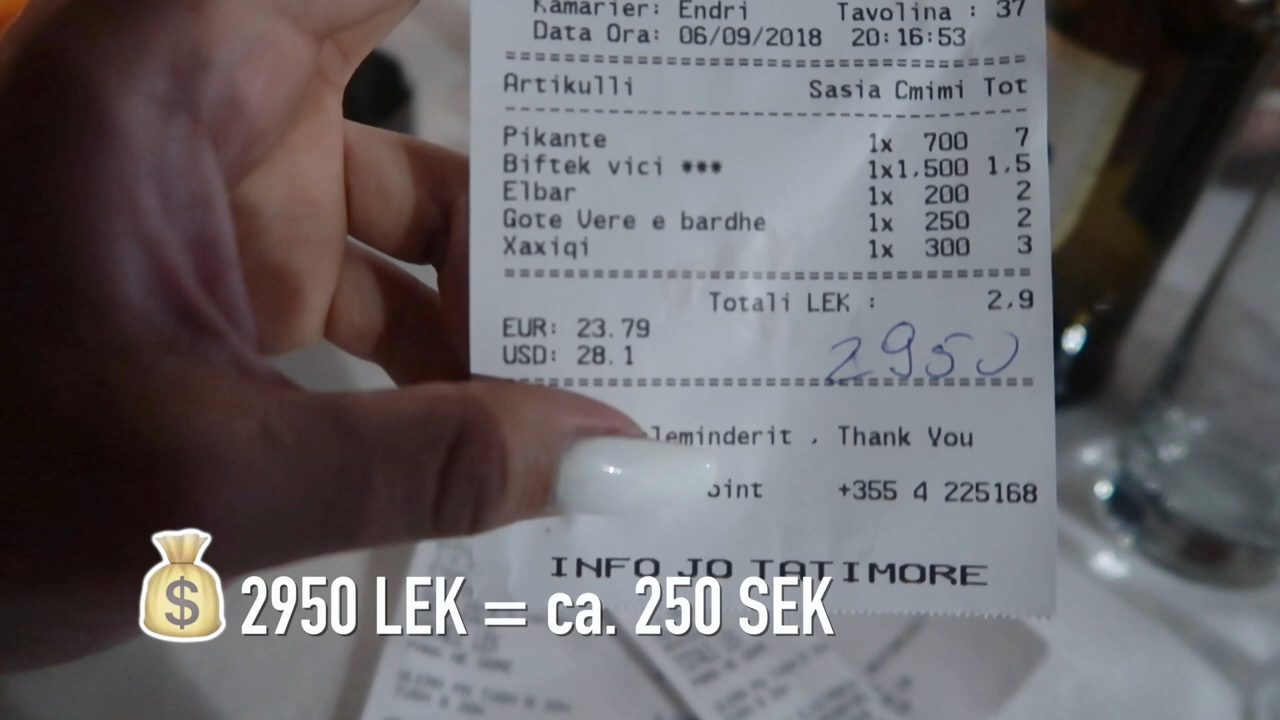 Kamarier: Endri Tavolina : 37
Data Ora: 06/09/2018 20:16:53
Artikulli Sasia Cmimi Tot
Pikante 1x 700 7
Biftek vici *** 1x1,500 1,5
Elbar 1x 200 2
Gote Vere e bardhe 1x 250 2
Xaxiqi 1x 300 3
Totali LEK : 2,9
EUR: 23.79
2950
USD: 28.1
leminderit , Thank You
oint +355 4 225168
INFO JO TATIMORE
2950 LEK = ca. 250 SEK